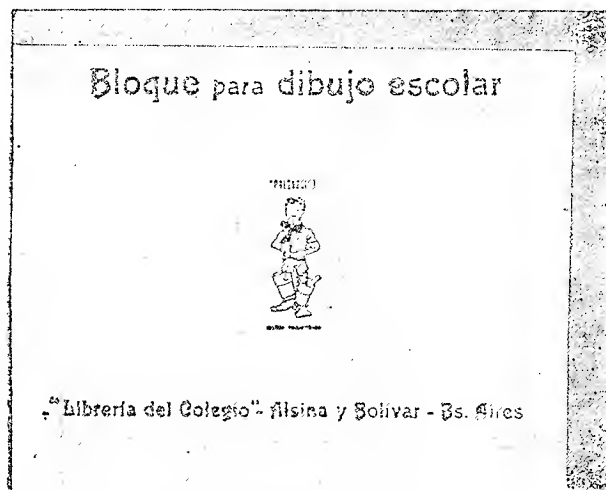 Bloque para dibujo escolar
"Librería del Colegio" - Alsina y Bolívar - Bs. Aires